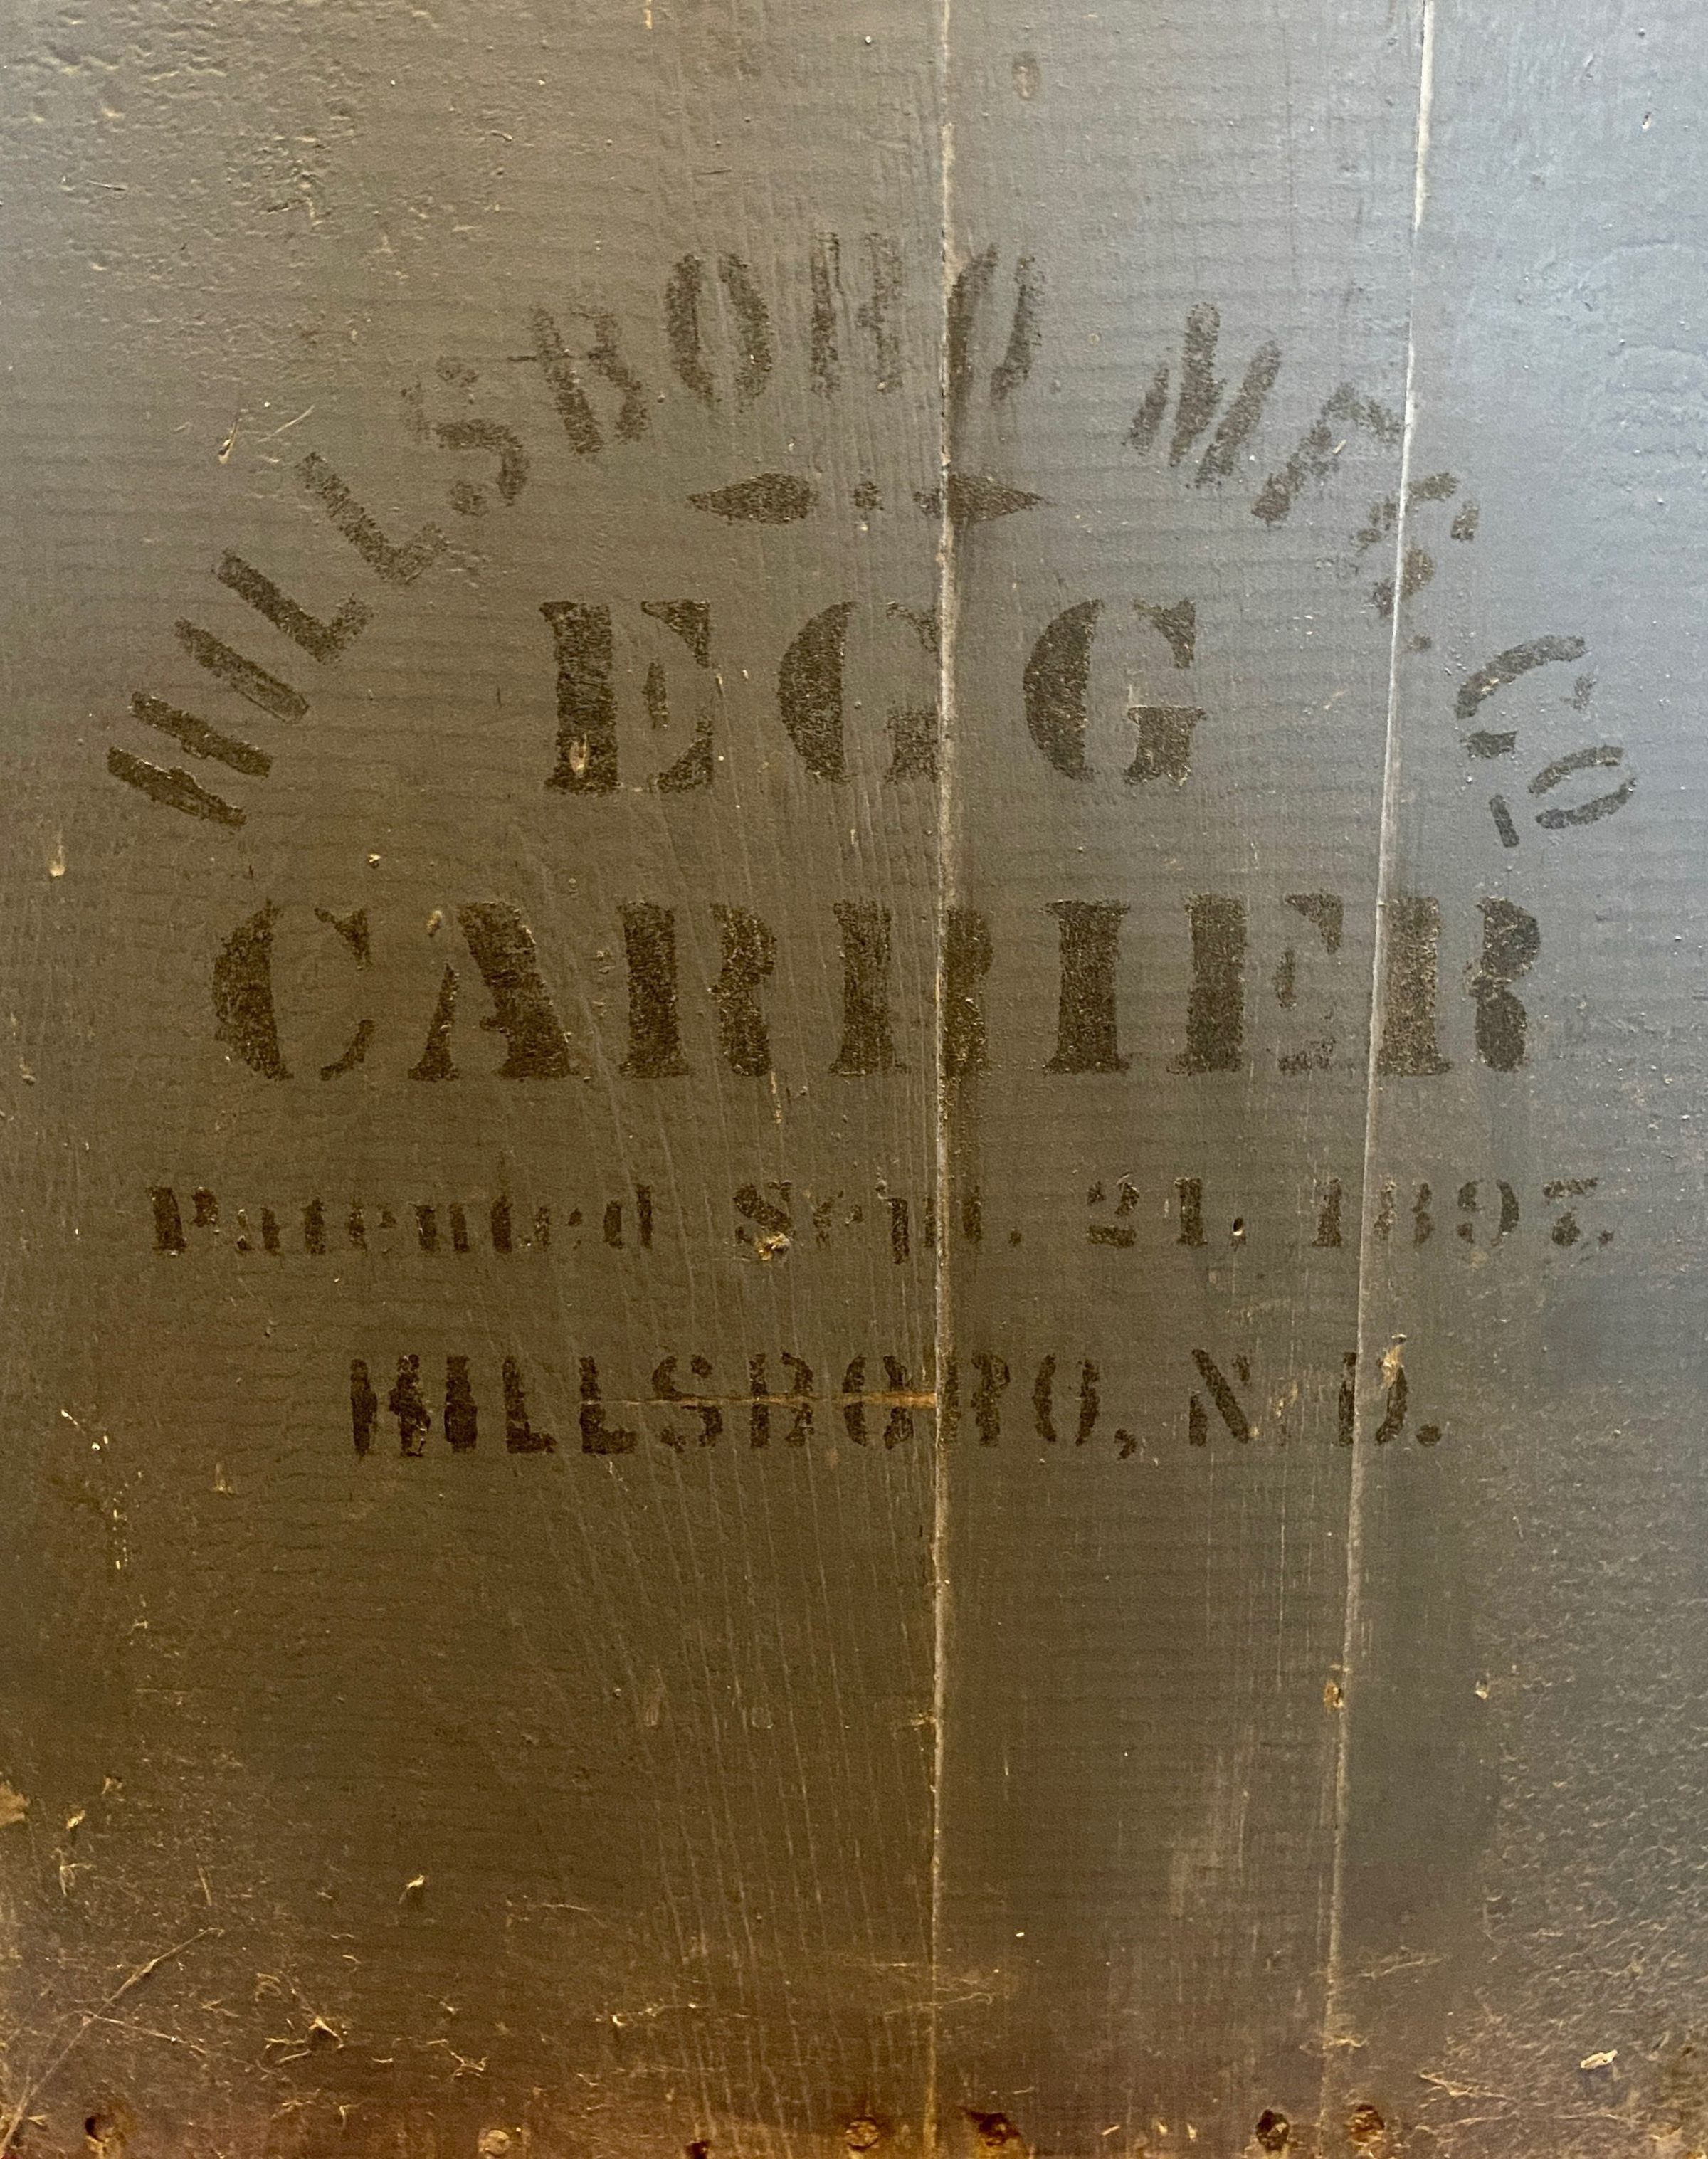 HILLSBORO MFG. CO.
EGG
CARRIER
Patented Sept. 21, 1897.
HILLSBORO, N. D.